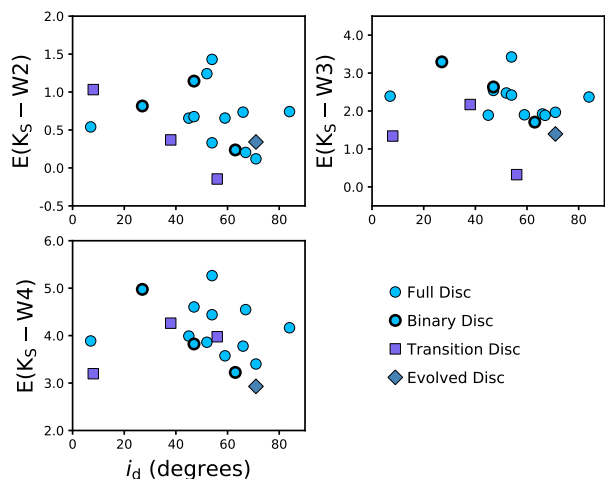 2.0
1.5
1.0
0.5
0.0
-0.5
E(K_S − W2)
0 20 40 60 80
4.0
3.0
2.0
1.0
0.0
E(K_S − W3)
0 20 40 60 80
6.0
5.0
4.0
3.0
2.0
E(K_S − W4)
0 20 40 60 80
i_d (degrees)
Full Disc
Binary Disc
Transition Disc
Evolved Disc